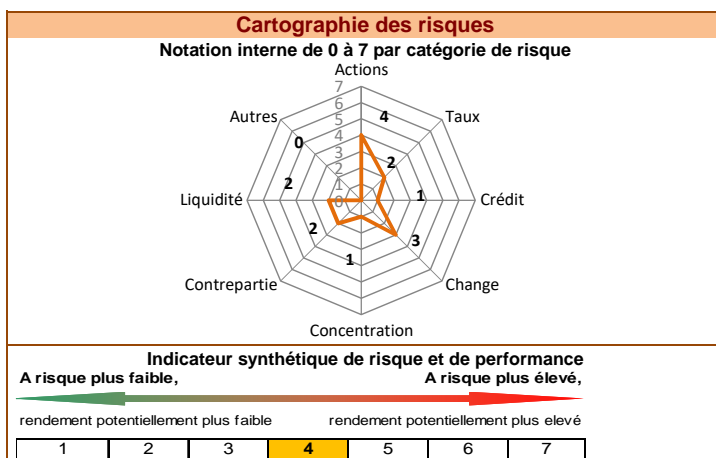 Cartographie des risques
Notation interne de 0 à 7 par catégorie de risque
Actions
7
6
5
4
3
2
1
0
4
Taux
2
Crédit
1
Change
3
Concentration
1
Contrepartie
2
Liquidité
2
Autres
0
Indicateur synthétique de risque et de performance
A risque plus faible, A risque plus élevé,
rendement potentiellement plus faible rendement potentiellement plus elevé
1 2 3 4 5 6 7